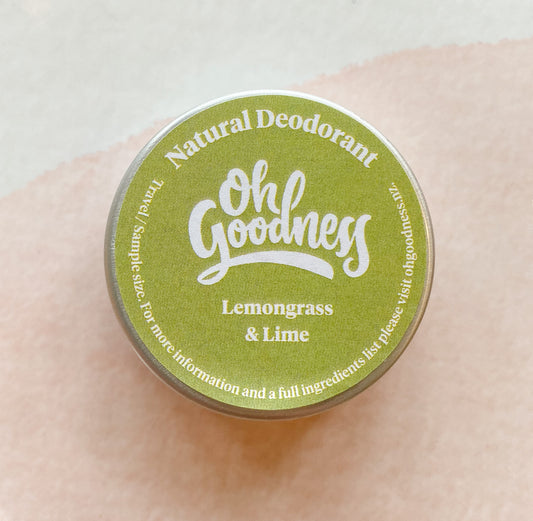 Natural Deodorant
Oh
Goodness
Lemongrass
& Lime
Travel/Sample size. For more information and a full ingredients list please visit ohgoodness.nz.